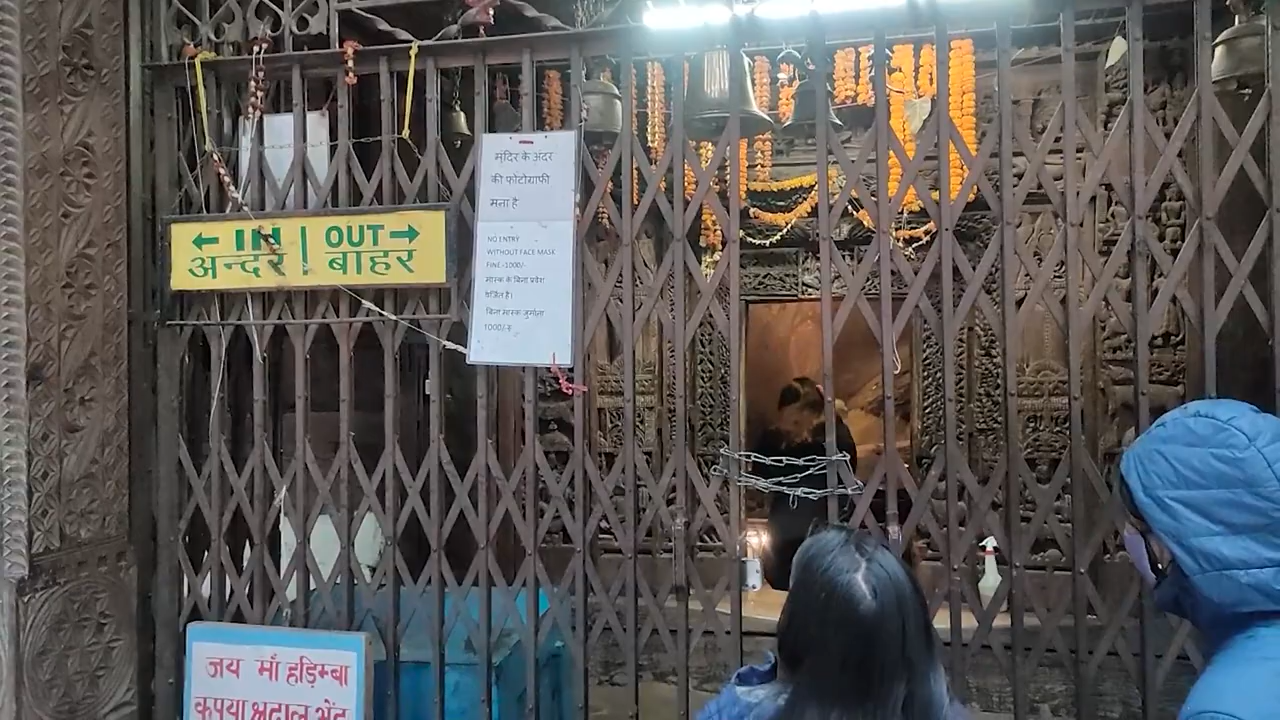 ← IN | OUT →
अन्दर | बाहर
मंदिर के अंदर
की फोटोग्राफी
मना है
NO ENTRY
WITHOUT FACE MASK
FINE:-1000/-
मास्क के बिना प्रवेश
वर्जित है।
बिना मास्क जुर्माना
1000/-रु
जय माँ हड़िम्बा
कृपया श्रद्धालु भेंट